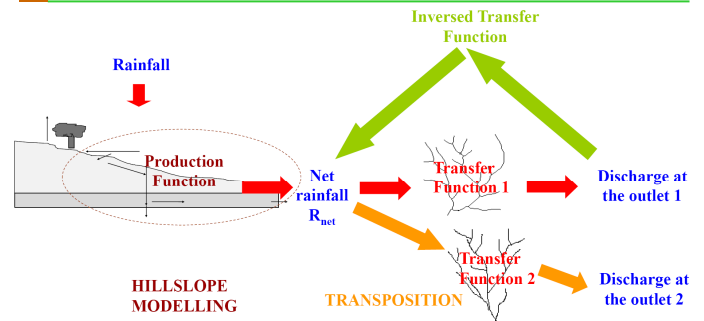 Inversed Transfer
Function
Rainfall
Production
Function
Net
rainfall
Rnet
Transfer
Function 1
Discharge at
the outlet 1
Transfer
Function 2
Discharge at
the outlet 2
HILLSLOPE
MODELLING
TRANSPOSITION